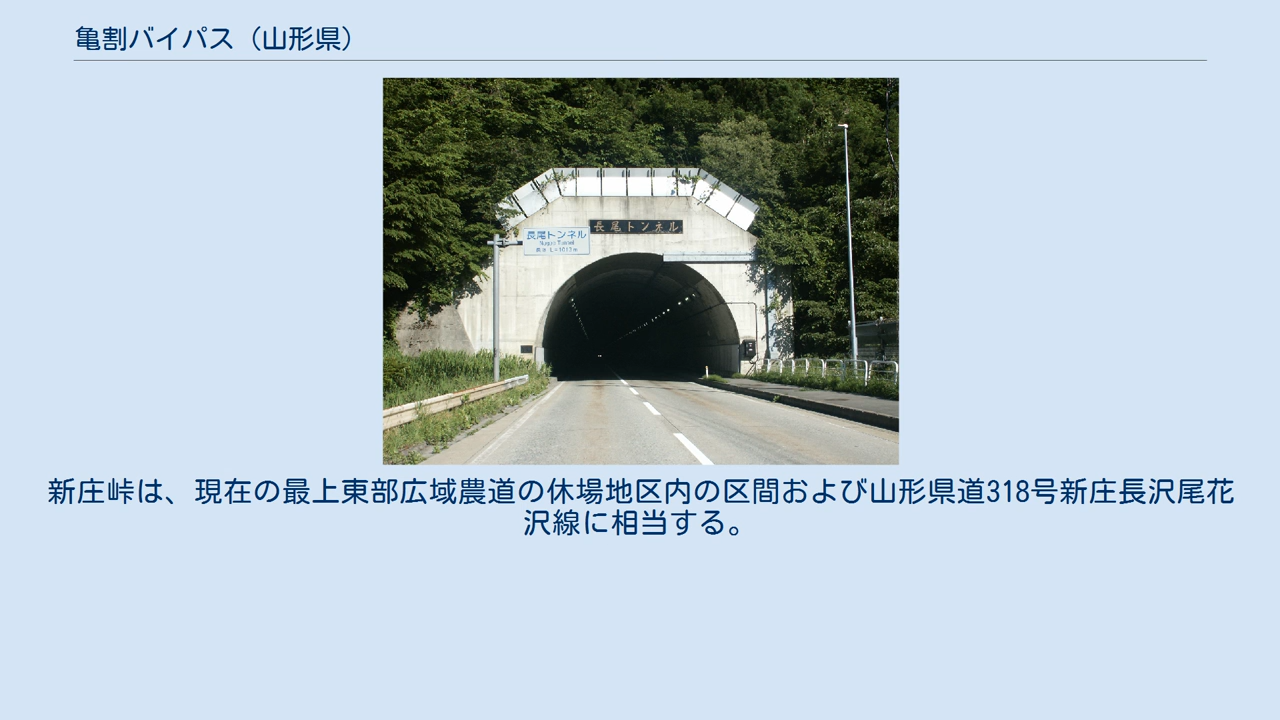 亀割バイパス（山形県）
長尾トンネル
長尾トンネル
Nagao Tunnel
新庄峠は、現在の最上東部広域農道の休場地区内の区間および山形県道318号新庄長沢尾花
沢線に相当する。